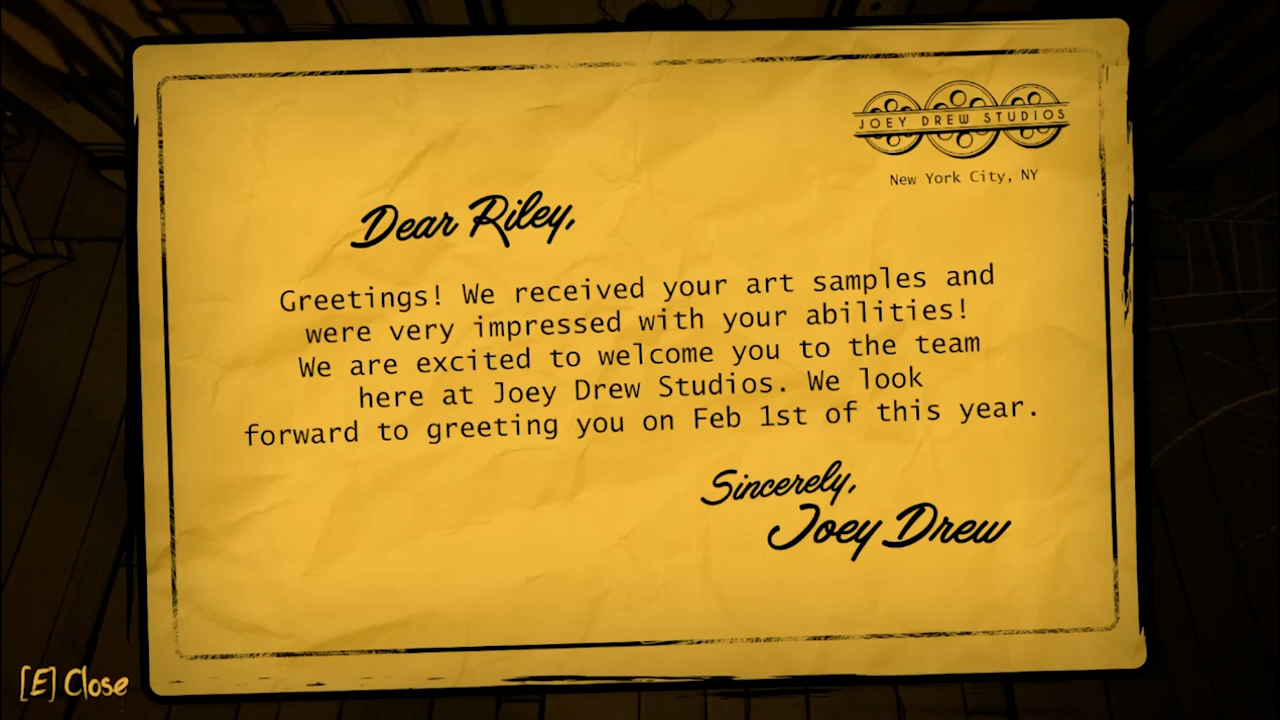 JOEY DREW STUDIOS
New York City, NY
Dear Riley,
Greetings! We received your art samples and
were very impressed with your abilities!
We are excited to welcome you to the team
here at Joey Drew Studios. We look
forward to greeting you on Feb 1st of this year.
Sincerely,
Joey Drew
[E] Close